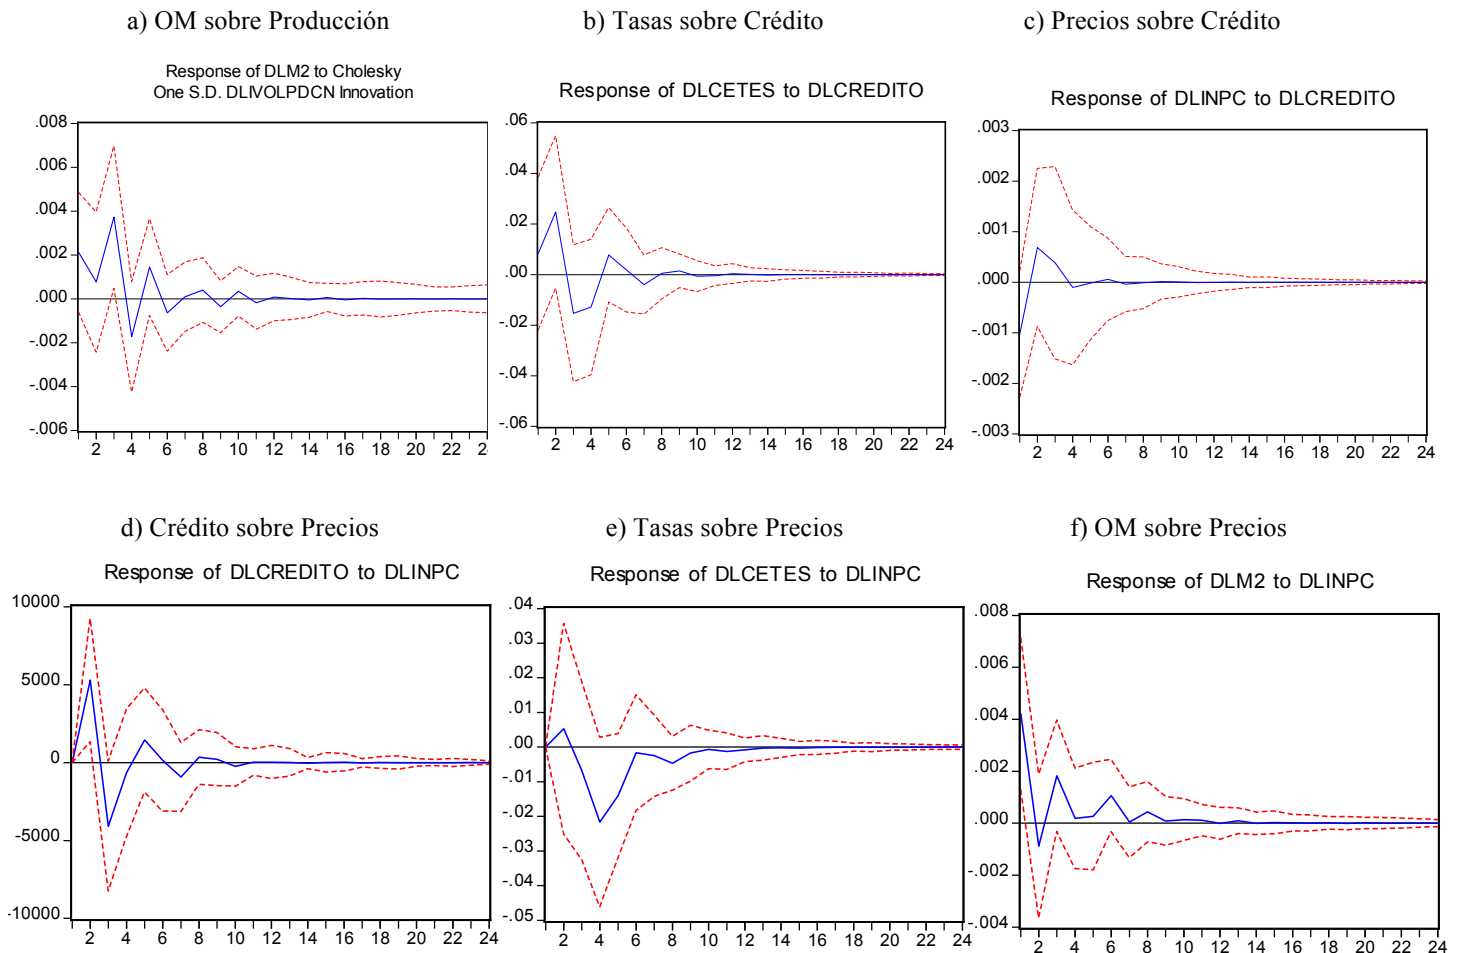 a) OM sobre Producción
b) Tasas sobre Crédito
c) Precios sobre Crédito
Response of DLM2 to Cholesky
One S.D. DLIVOLPDCN Innovation
.008
.006
.004
.002
.000
-.002
-.004
-.006
2 4 6 8 10 12 14 16 18 20 22 2
Response of DLCETES to DLCREDITO
.06
.04
.02
.00
-.02
-.04
-.06
2 4 6 8 10 12 14 16 18 20 22 24
Response of DLINPC to DLCREDITO
.003
.002
.001
.000
-.001
-.002
-.003
2 4 6 8 10 12 14 16 18 20 22 24
d) Crédito sobre Precios
e) Tasas sobre Precios
f) OM sobre Precios
Response of DLCREDITO to DLINPC
10000
5000
0
-5000
-10000
2 4 6 8 10 12 14 16 18 20 22 24
Response of DLCETES to DLINPC
.04
.03
.02
.01
.00
-.01
-.02
-.03
-.04
-.05
2 4 6 8 10 12 14 16 18 20 22 24
Response of DLM2 to DLINPC
.008
.006
.004
.002
.000
-.002
-.004
2 4 6 8 10 12 14 16 18 20 22 24